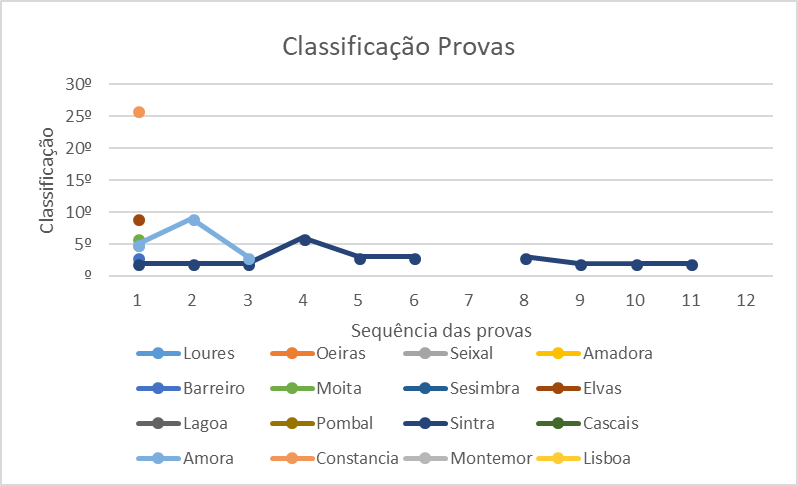 Classificação Provas
30º
25º
20º
15º
10º
5º
º
Classificação
1 2 3 4 5 6 7 8 9 10 11 12
Sequência das provas
Loures Oeiras Seixal Amadora
Barreiro Moita Sesimbra Elvas
Lagoa Pombal Sintra Cascais
Amora Constancia Montemor Lisboa